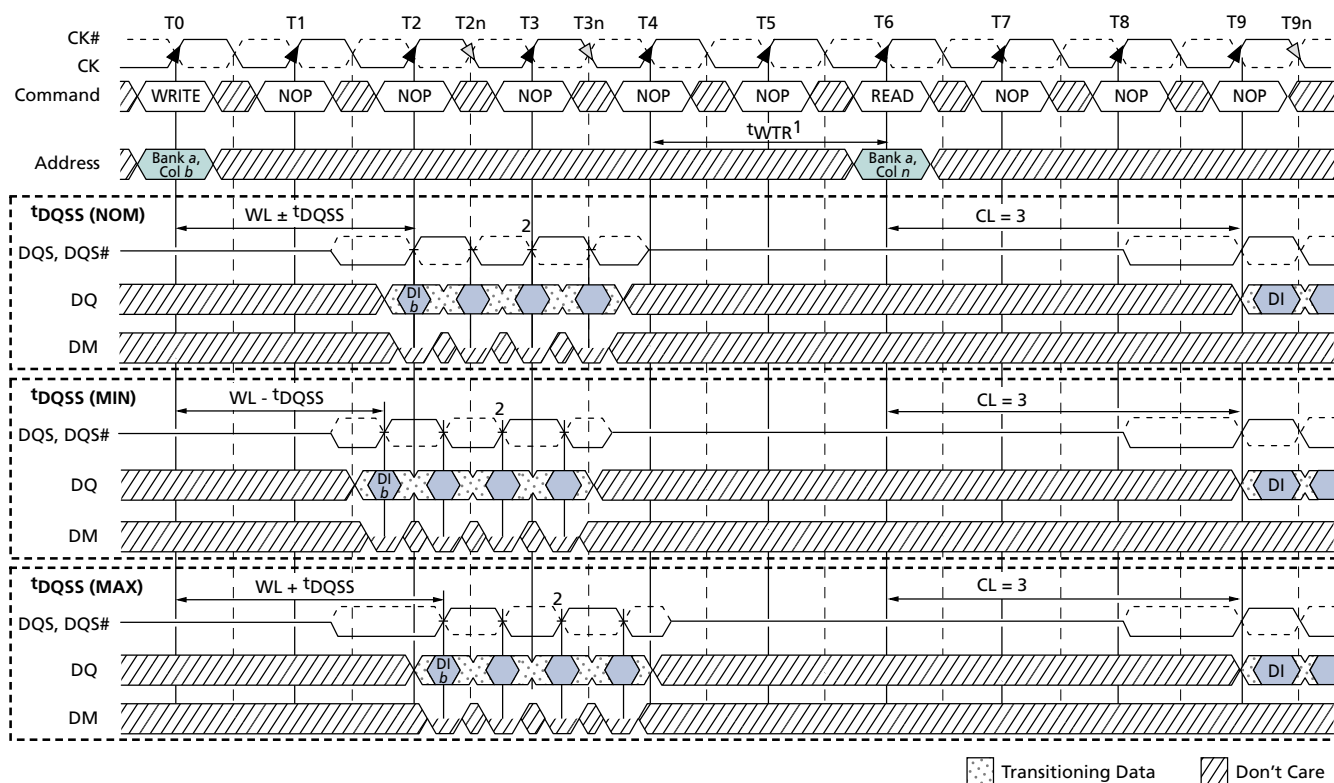 T0 T1 T2 T2n T3 T3n T4 T5 T6 T7 T8 T9 T9n
CK#
CK
Command WRITE NOP NOP NOP NOP NOP READ NOP NOP NOP
tWTR1
Address Bank a, Col b Bank a, Col n
tDQSS (NOM) WL ± tDQSS CL = 3
2
DQS, DQS#
DQ DI b DI
DM
tDQSS (MIN) WL - tDQSS CL = 3
2
DQS, DQS#
DQ DI b DI
DM
tDQSS (MAX) WL + tDQSS CL = 3
2
DQS, DQS#
DQ DI b DI
DM
Transitioning Data Don't Care